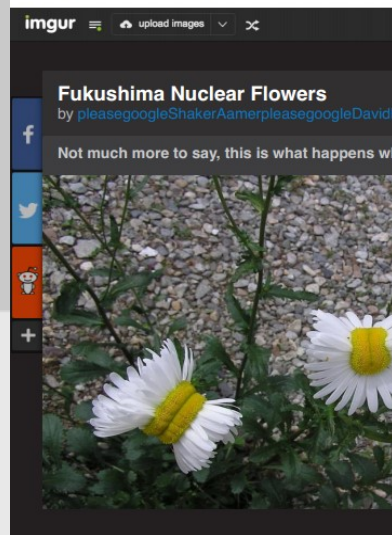 imgur
upload images
Fukushima Nuclear Flowers
by pleasegoogleShakerAamerpleasegoogleDavid
Not much more to say, this is what happens w